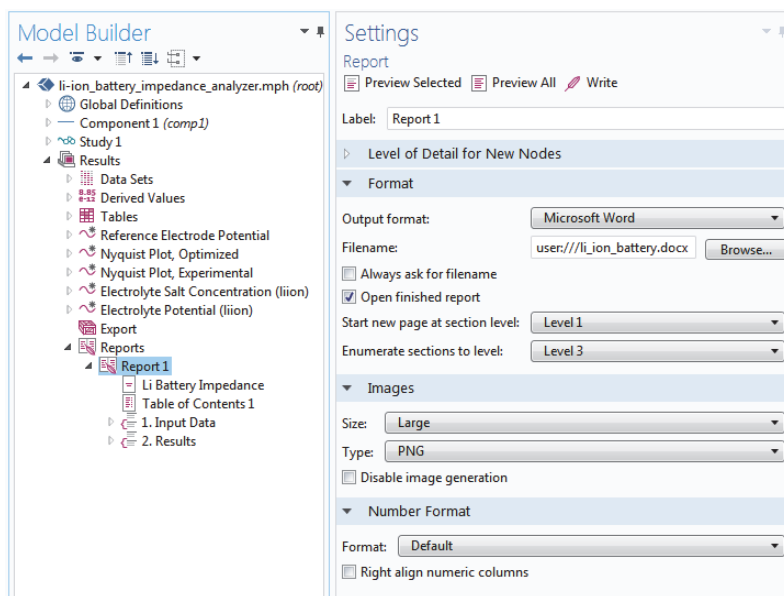 Model Builder
li-ion_battery_impedance_analyzer.mph (root)
Global Definitions
Component 1 (comp1)
Study 1
Results
Data Sets
8.85
e-12
Derived Values
Tables
Reference Electrode Potential
Nyquist Plot, Optimized
Nyquist Plot, Experimental
Electrolyte Salt Concentration (liion)
Electrolyte Potential (liion)
Export
Reports
Report 1
Li Battery Impedance
Table of Contents 1
1. Input Data
2. Results
Settings
Report
Preview Selected Preview All Write
Label: Report 1
Level of Detail for New Nodes
Format
Output format: Microsoft Word
Filename: user:///li_ion_battery.docx Browse...
Always ask for filename
Open finished report
Start new page at section level: Level 1
Enumerate sections to level: Level 3
Images
Size: Large
Type: PNG
Disable image generation
Number Format
Format: Default
Right align numeric columns